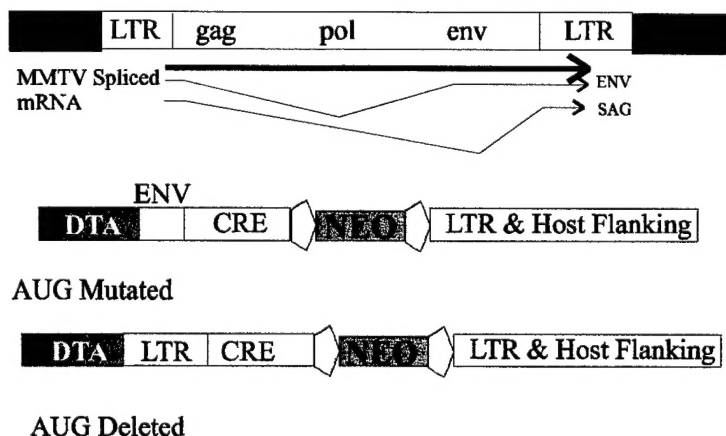 LTR gag pol env LTR
MMTV Spliced
mRNA
ENV
SAG
ENV
DTA CRE NEO LTR & Host Flanking
AUG Mutated
DTA LTR CRE NEO LTR & Host Flanking
AUG Deleted